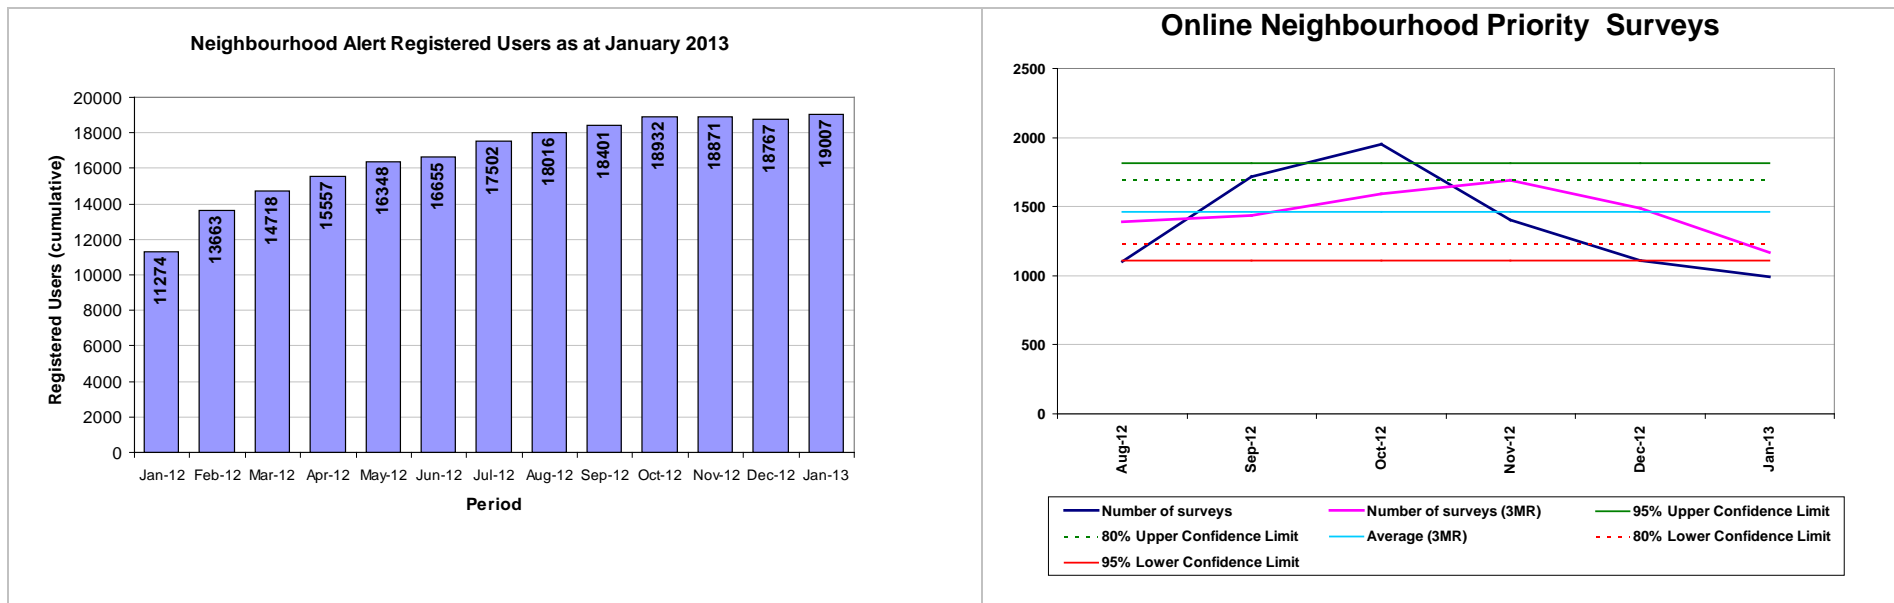 Neighbourhood Alert Registered Users as at January 2013
Registered Users (cumulative)
20000
18000
16000
14000
12000
10000
8000
6000
4000
2000
0
11274
13663
14718
15557
16348
16655
17502
18016
18401
18932
18871
18767
19007
Jan-12 Feb-12 Mar-12 Apr-12 May-12 Jun-12 Jul-12 Aug-12 Sep-12 Oct-12 Nov-12 Dec-12 Jan-13
Period
Online Neighbourhood Priority Surveys
2500
2000
1500
1000
500
0
Aug-12
Sep-12
Oct-12
Nov-12
Dec-12
Jan-13
Number of surveys
Number of surveys (3MR)
95% Upper Confidence Limit
80% Upper Confidence Limit
Average (3MR)
80% Lower Confidence Limit
95% Lower Confidence Limit